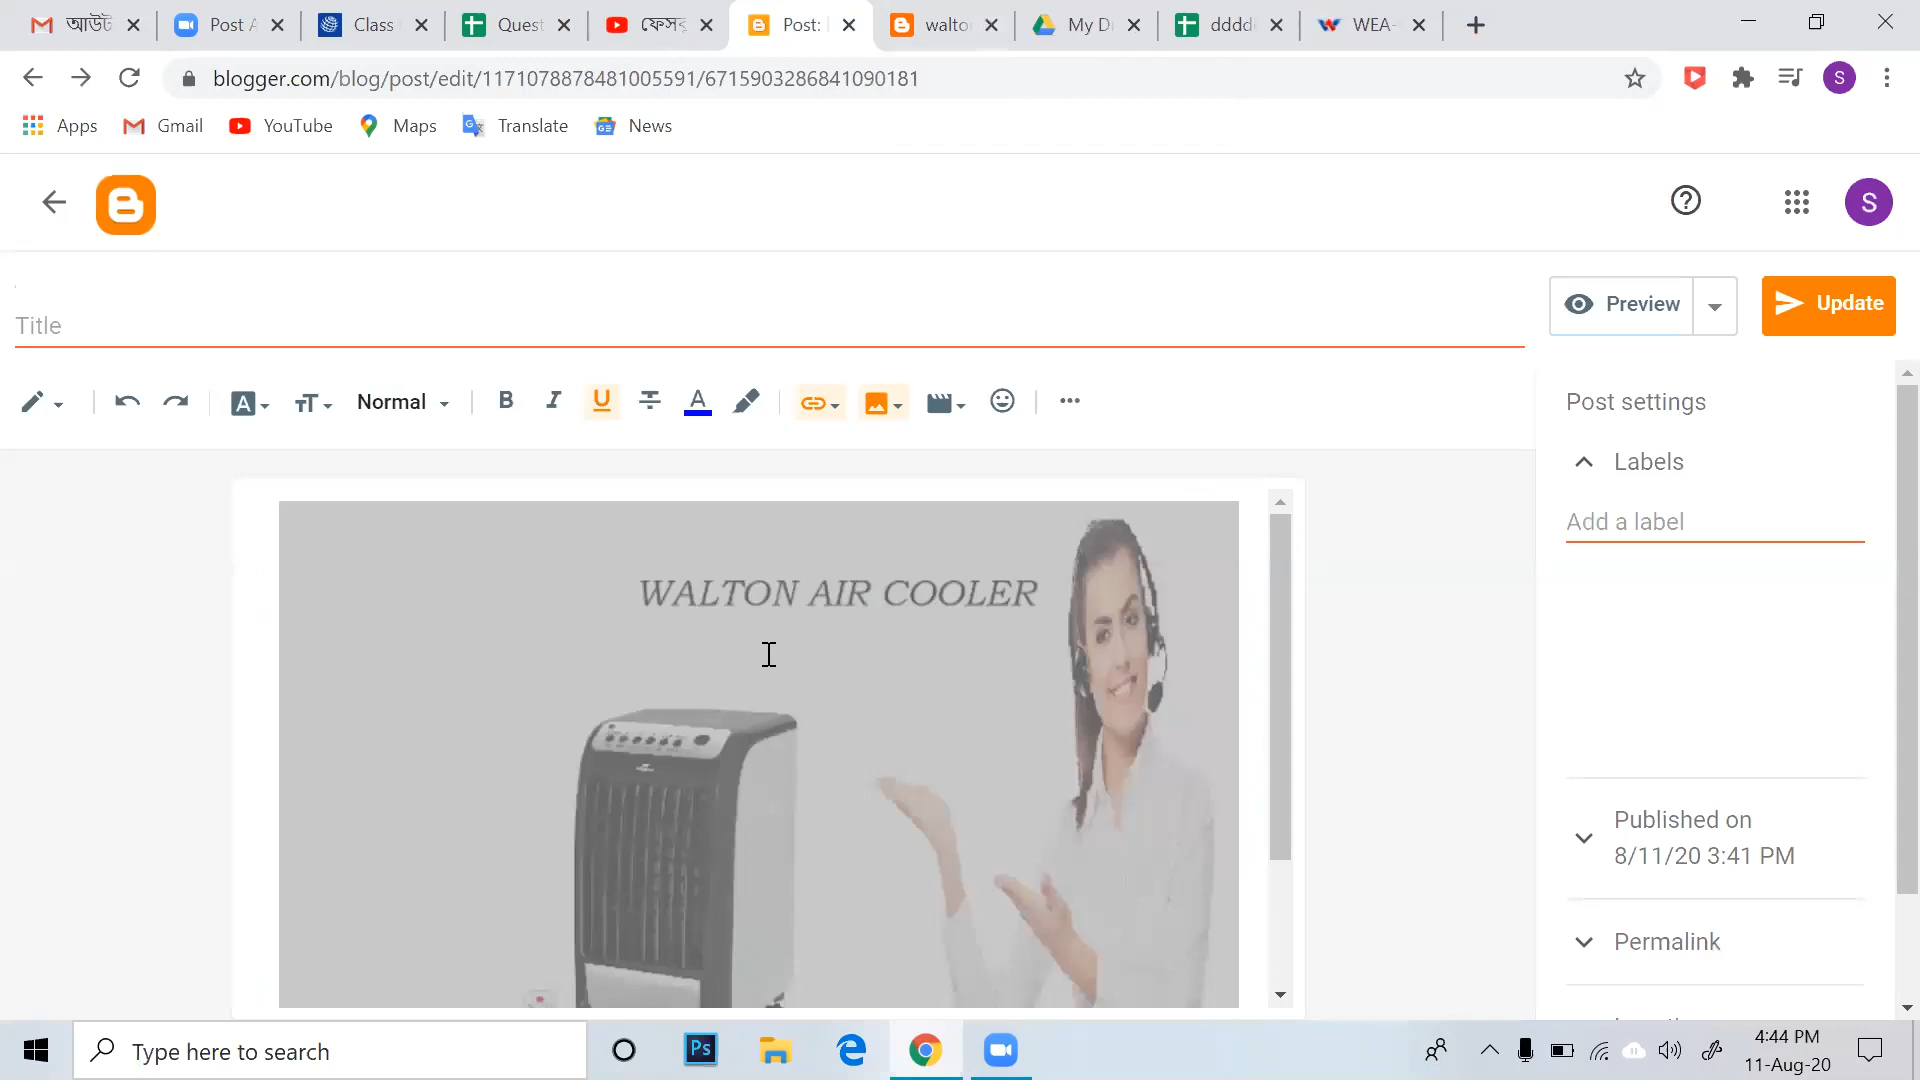 আউট
Post A
Class
Quest
ফেসবু
Post:
walto
My D
dddd
WEA-
blogger.com/blog/post/edit/1171078878481005591/6715903286841090181
S
Apps
Gmail
YouTube
Maps
Translate
News
S
Title
Preview
Update
Normal
B
I
U
A
Post settings
Labels
Add a label
WALTON AIR COOLER
Published on
8/11/20 3:41 PM
Permalink
Type here to search
Ps
4:44 PM
11-Aug-20